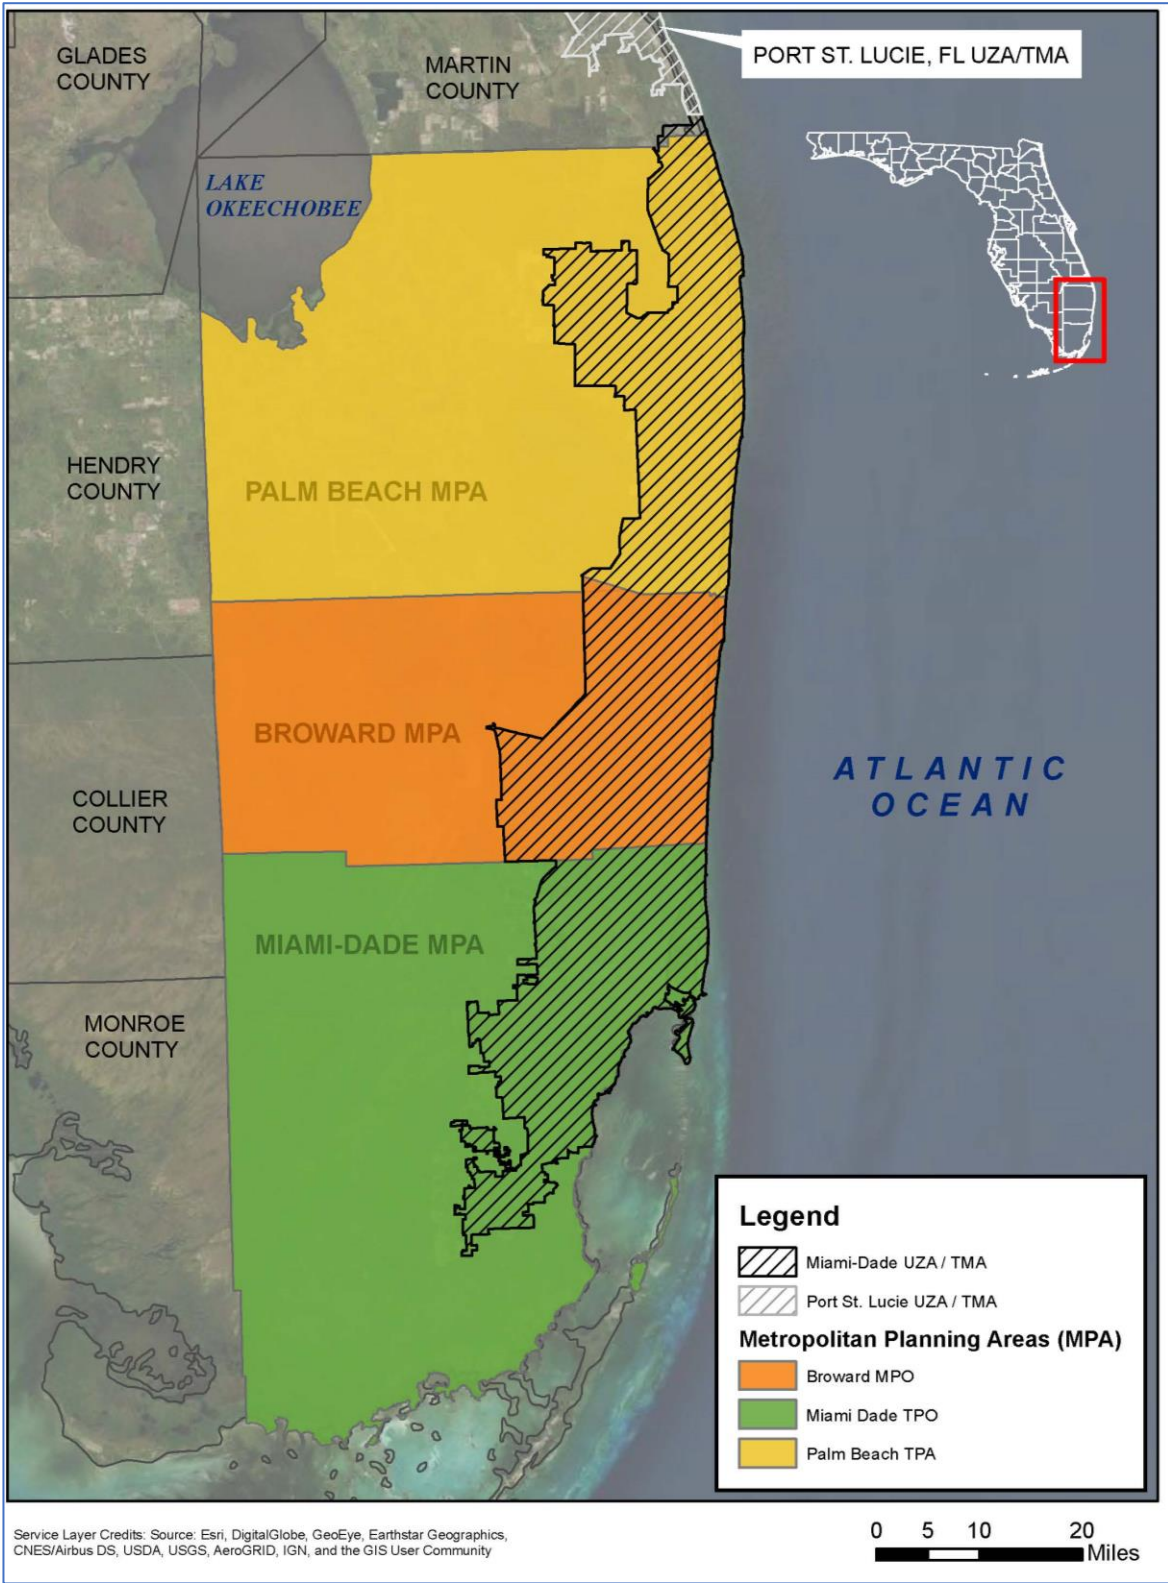 GLADES
COUNTY
MARTIN
COUNTY
PORT ST. LUCIE, FL UZA/TMA
LAKE
OKEECHOBEE
HENDRY
COUNTY
PALM BEACH MPA
BROWARD MPA
COLLIER
COUNTY
ATLANTIC
OCEAN
MIAMI-DADE MPA
MONROE
COUNTY
Legend
Miami-Dade UZA / TMA
Port St. Lucie UZA / TMA
Metropolitan Planning Areas (MPA)
Broward MPO
Miami Dade TPO
Palm Beach TPA
Service Layer Credits: Source: Esri, DigitalGlobe, GeoEye, Earthstar Geographics,
CNES/Airbus DS, USDA, USGS, AeroGRID, IGN, and the GIS User Community
0 5 10 20
Miles